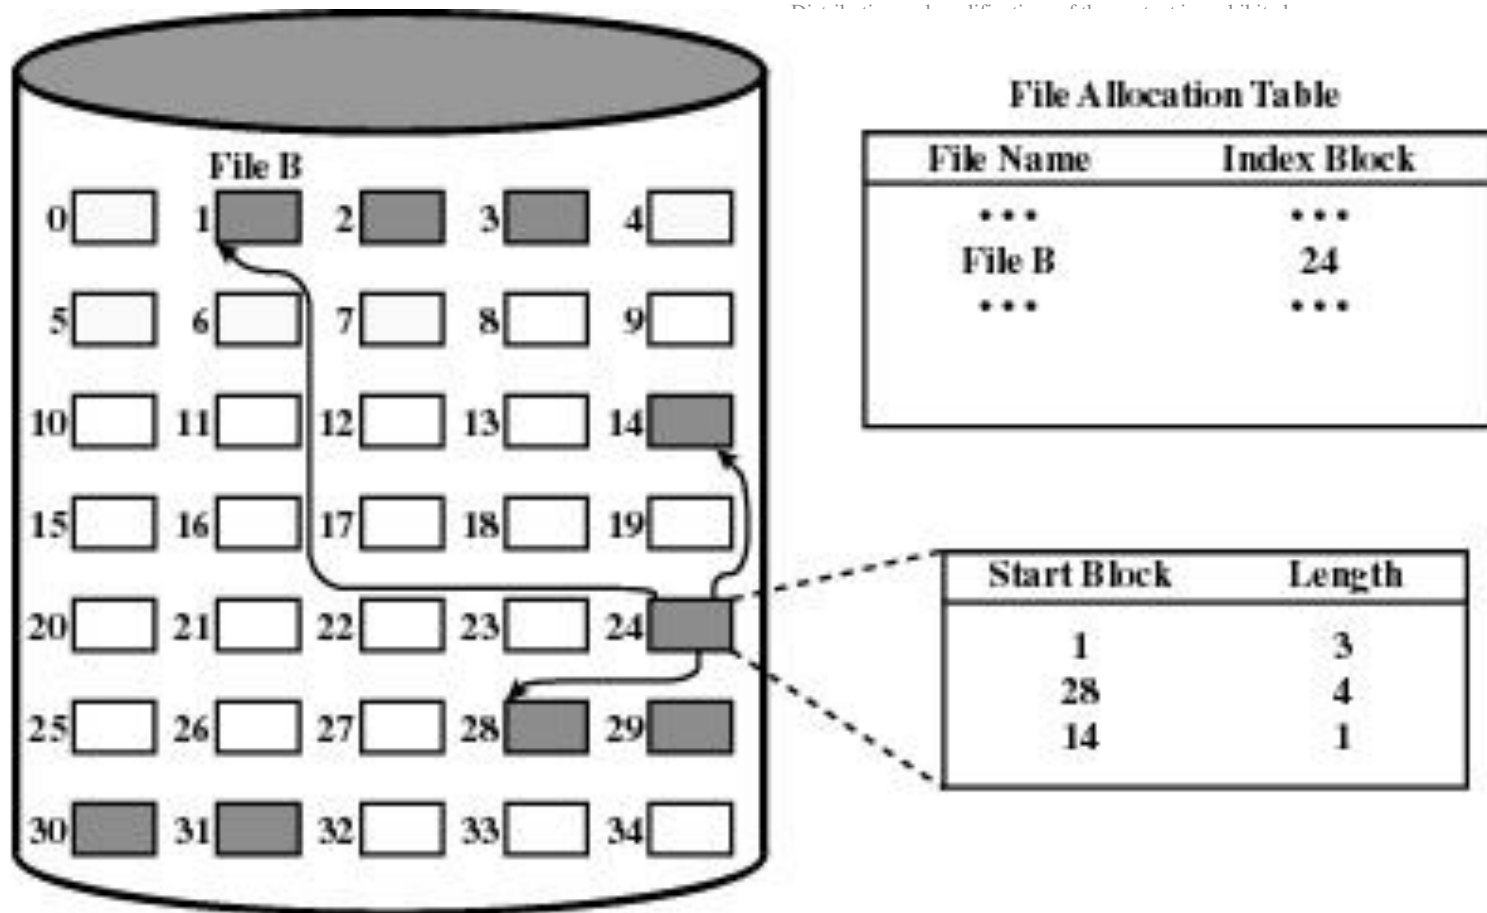 File Allocation Table
File Name Index Block
••• •••
File B 24
••• •••
File B
0 1 2 3 4
5 6 7 8 9
10 11 12 13 14
15 16 17 18 19
20 21 22 23 24
25 26 27 28 29
30 31 32 33 34
Start Block Length
1 3
28 4
14 1